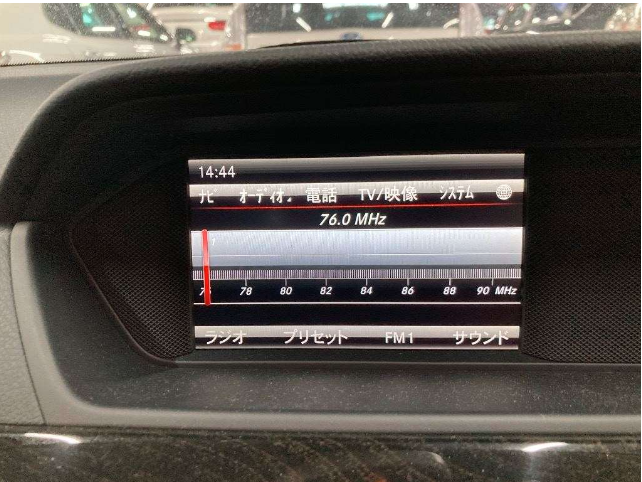 14:44
ナビ オーディオ 電話 TV/映像 システム
76.0 MHz
1
76 78 80 82 84 86 88 90 MHz
ラジオ プリセット FM1 サウンド